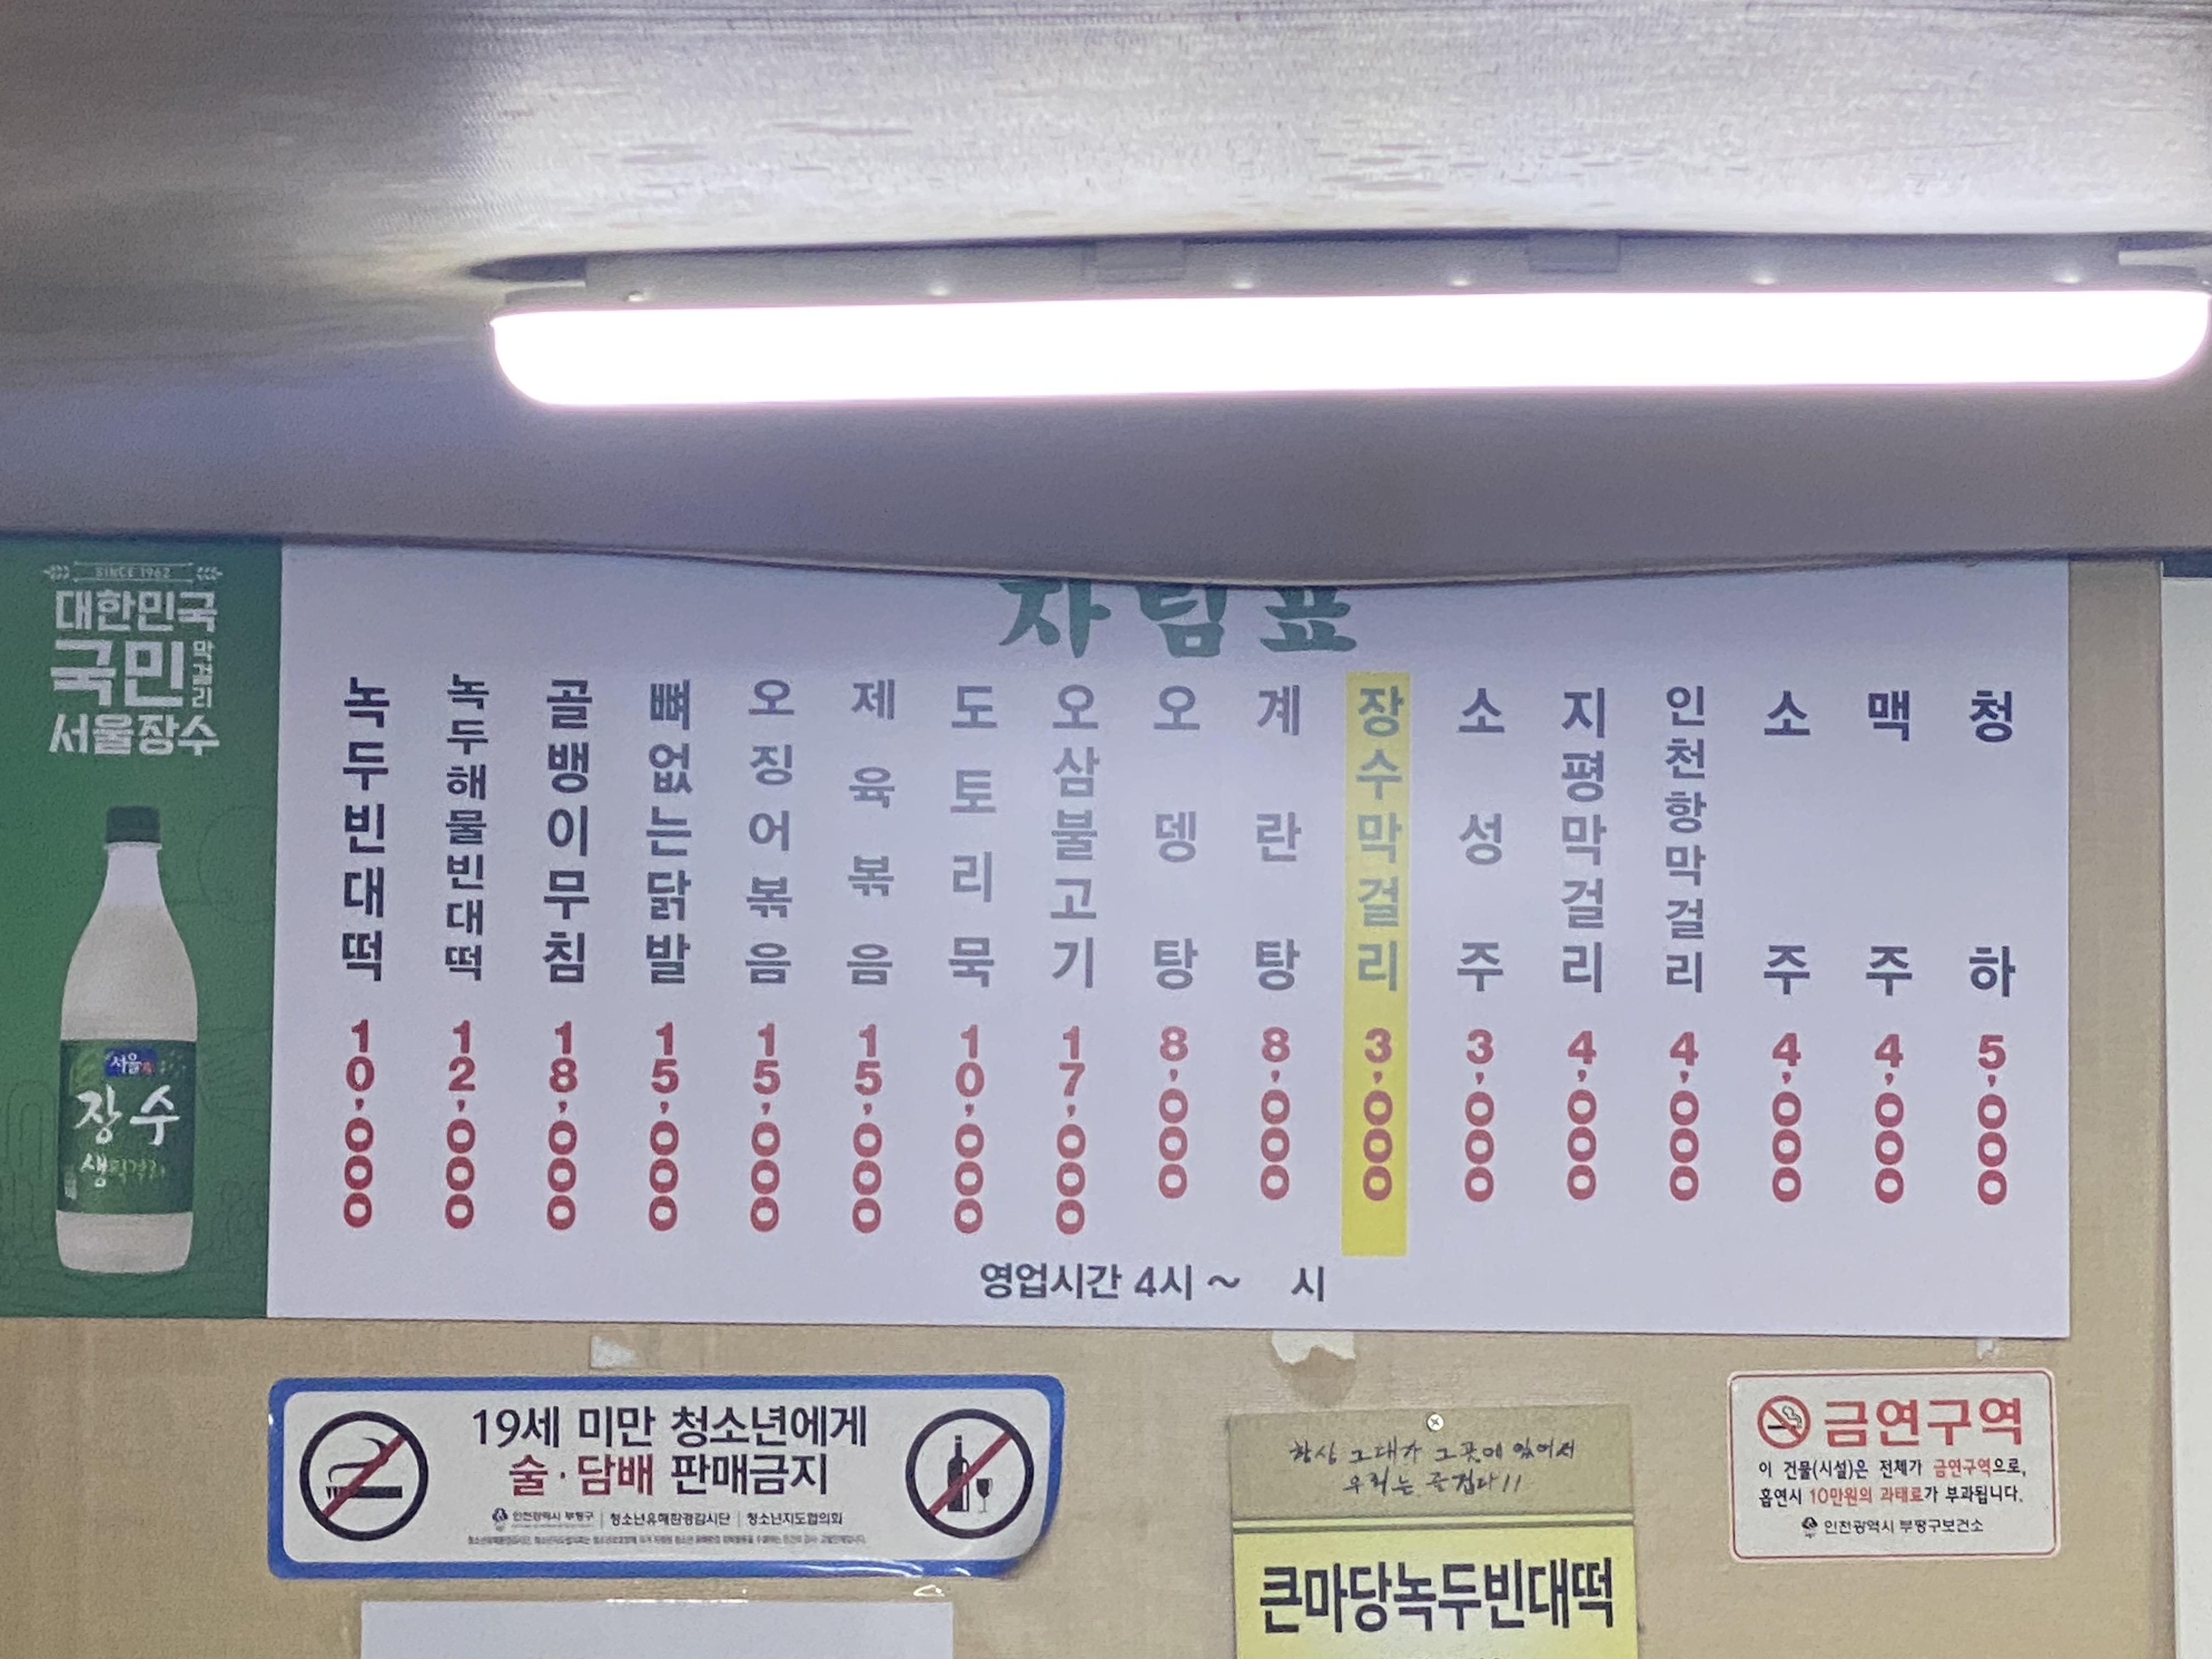 SINCE 1962
대한민국
국민 막걸리
서울장수
서울
장수
생막걸리
차림표
녹두빈대떡 10,000
녹두해물빈대떡 12,000
골뱅이무침 18,000
뼈없는닭발 15,000
오징어볶음 15,000
제육볶음 15,000
도토리묵 10,000
오삼불고기 17,000
오뎅탕 8,000
계란탕 8,000
장수막걸리 3,000
소성주 3,000
지평막걸리 4,000
인천항막걸리 4,000
소주 4,000
맥주 4,000
청하 5,000
영업시간 4시 ~ 시
19세 미만 청소년에게
술·담배 판매금지
인천광역시 부평구 | 청소년유해환경감시단 | 청소년지도협의회
항상 그대가 그곳에 있어서
우리는 즐겁다!!
큰마당녹두빈대떡
금연구역
이 건물(시설)은 전체가 금연구역으로,
흡연시 10만원의 과태료가 부과됩니다.
인천광역시 부평구보건소